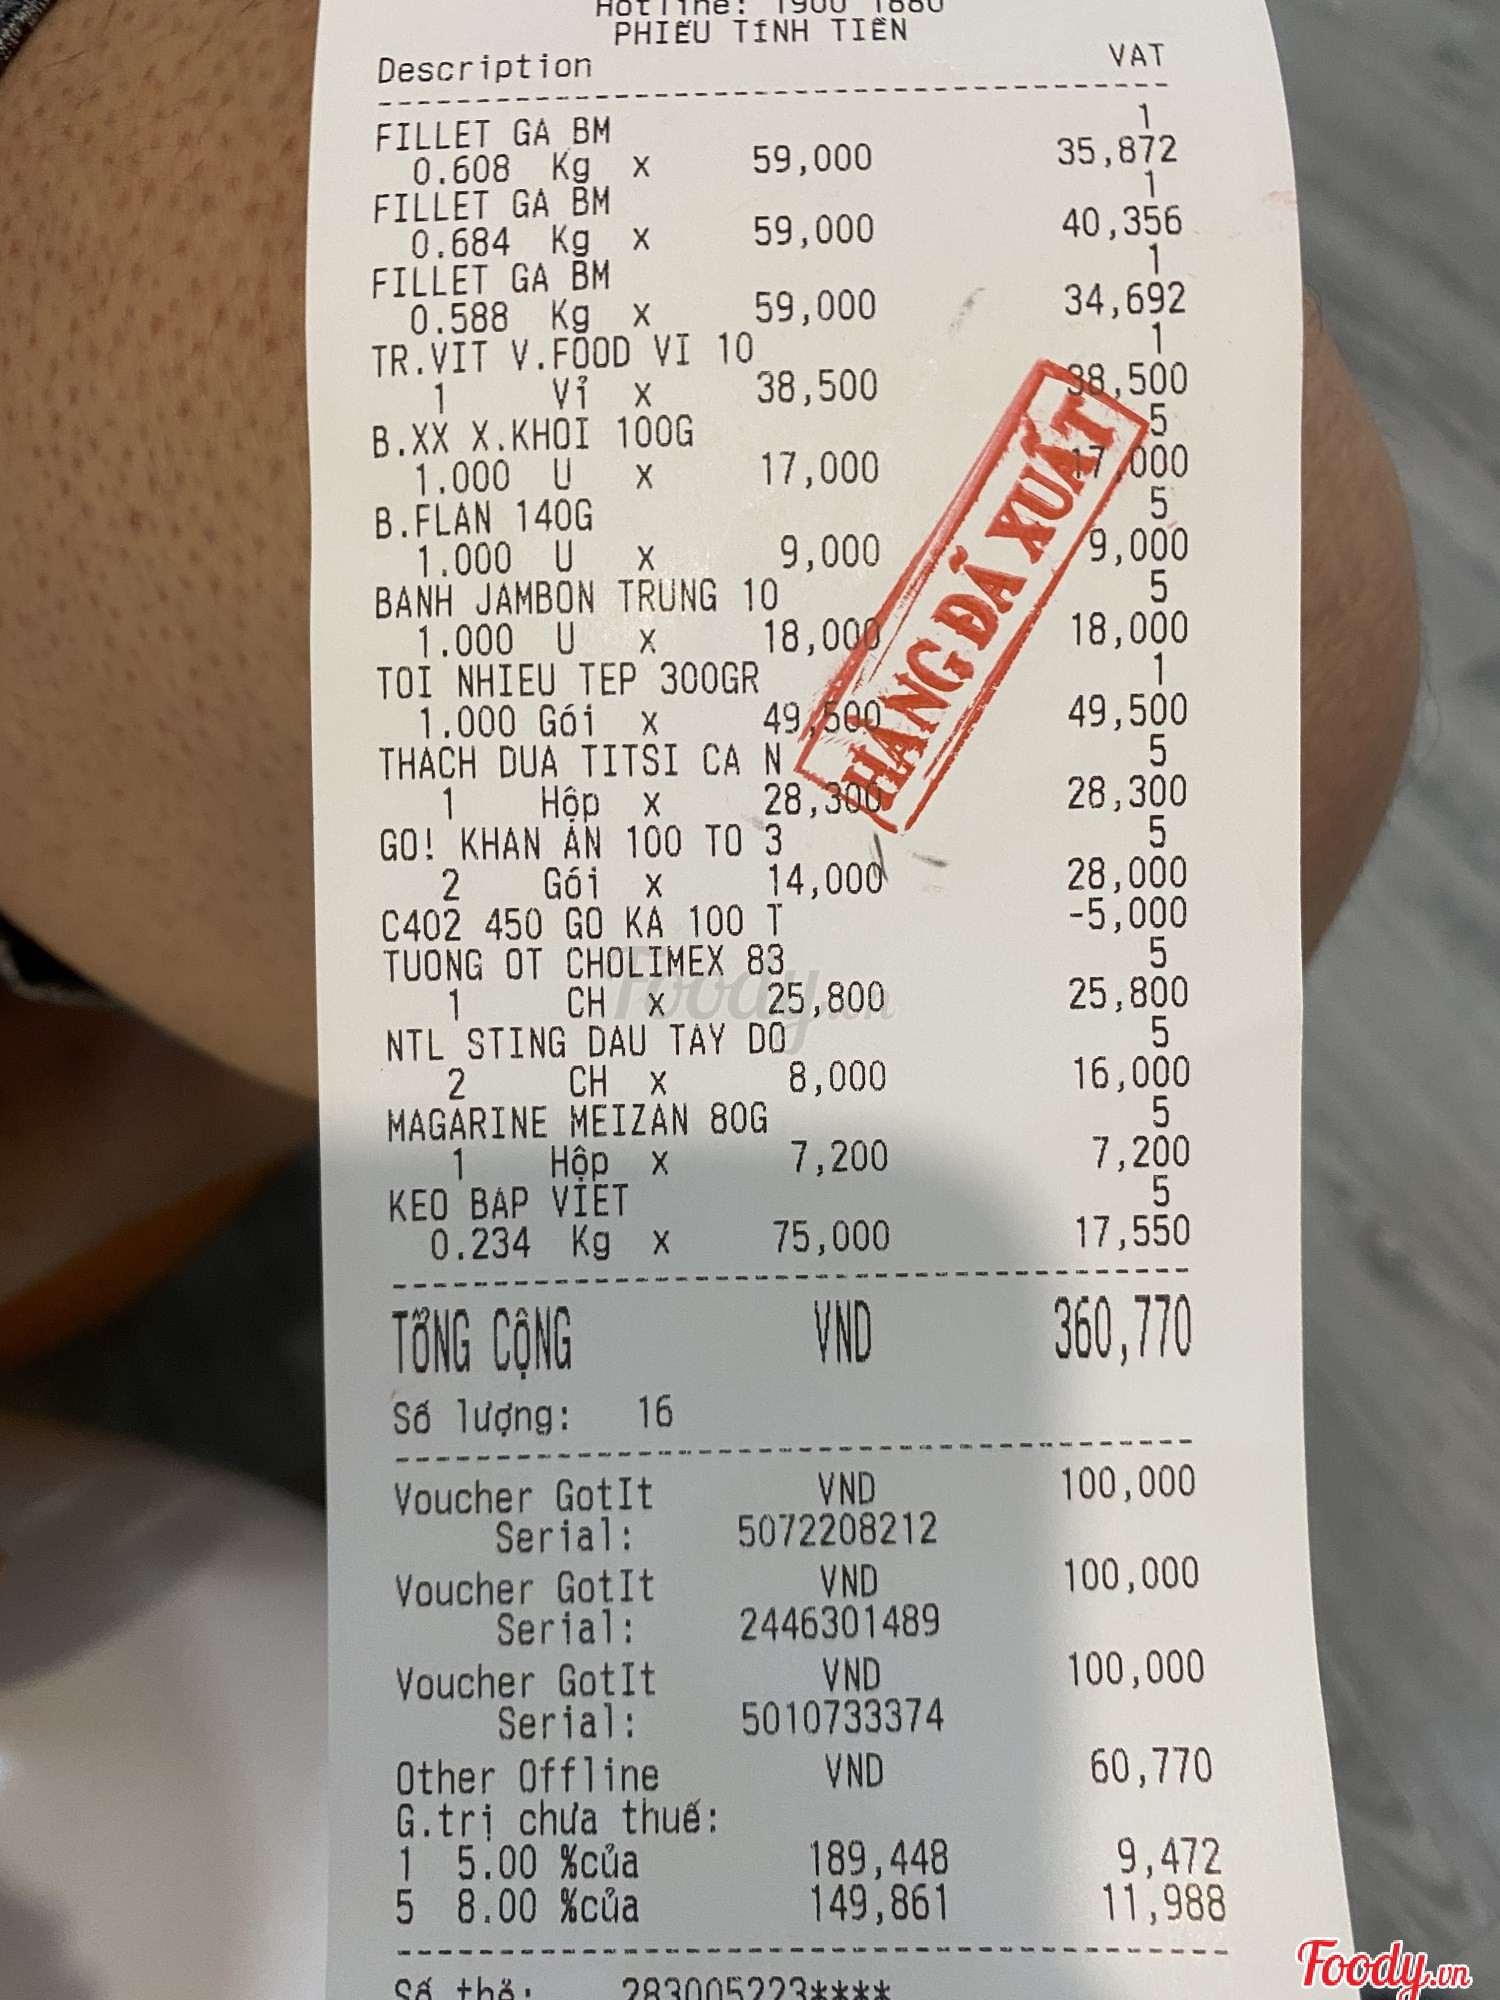 Hotline: 1900 1880
PHIẾU TÍNH TIỀN
Description VAT
FILLET GA BM 1
0.608 Kg x 59,000 35,872
FILLET GA BM 1
0.684 Kg x 59,000 40,356
FILLET GA BM 1
0.588 Kg x 59,000 34,692
TR.VIT V.FOOD VI 10 1
1 Vỉ x 38,500 38,500
B.XX X.KHOI 100G 5
1.000 U x 17,000 17,000
B.FLAN 140G 5
1.000 U x 9,000 9,000
BANH JAMBON TRUNG 10 5
1.000 U x 18,000 18,000
TOI NHIEU TEP 300GR 1
1.000 Gói x 49,500 49,500
THACH DUA TITSI CA N 5
1 Hộp x 28,300 28,300
GO! KHAN AN 100 TO 3 5
2 Gói x 14,000 28,000
C402 450 GO KA 100 T -5,000
TUONG OT CHOLIMEX 83 5
1 CH x 25,800 25,800
NTL STING DAU TAY DO 5
2 CH x 8,000 16,000
MAGARINE MEIZAN 80G 5
1 Hộp x 7,200 7,200
KEO BAP VIET 5
0.234 Kg x 75,000 17,550
TỔNG CỘNG VND 360,770
Số lượng: 16
Voucher GotIt VND 100,000
Serial: 5072208212
Voucher GotIt VND 100,000
Serial: 2446301489
Voucher GotIt VND 100,000
Serial: 5010733374
Other Offline VND 60,770
G.trị chưa thuế:
1 5.00 %của 189,448 9,472
5 8.00 %của 149,861 11,988
Số thẻ: 283005223****
HÀNG ĐÃ XUẤT
Foody.vn
Foody.vn